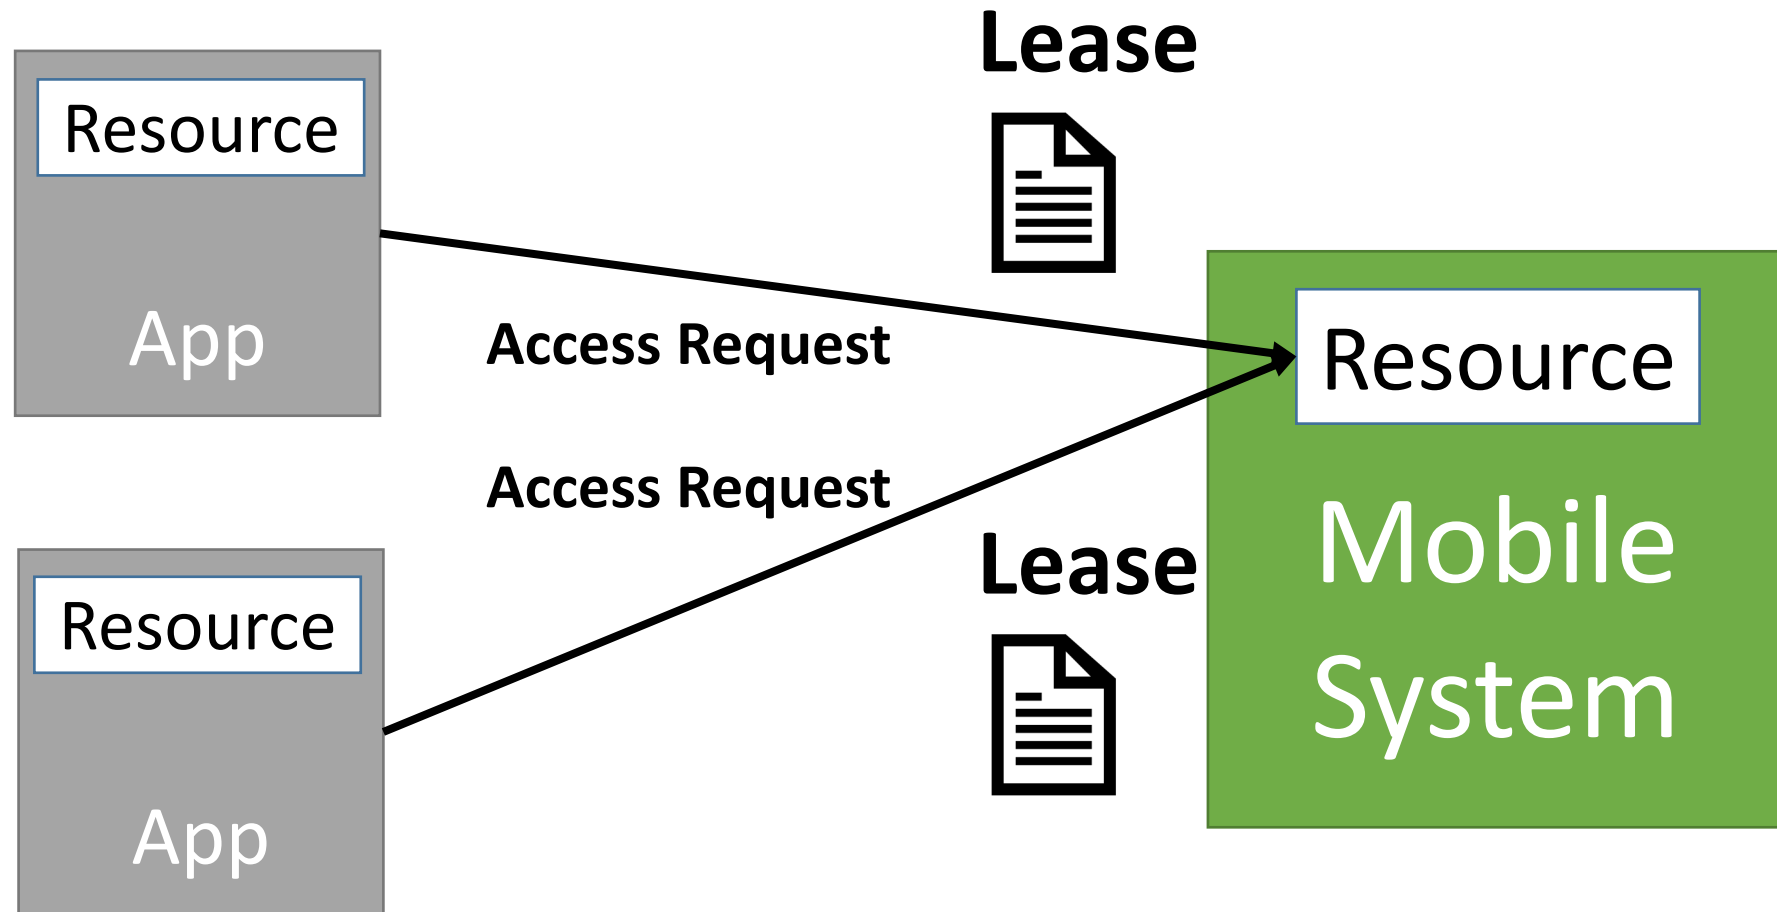 Lease
Resource
App
Access Request
Resource
Mobile
System
Access Request
Lease
Resource
App